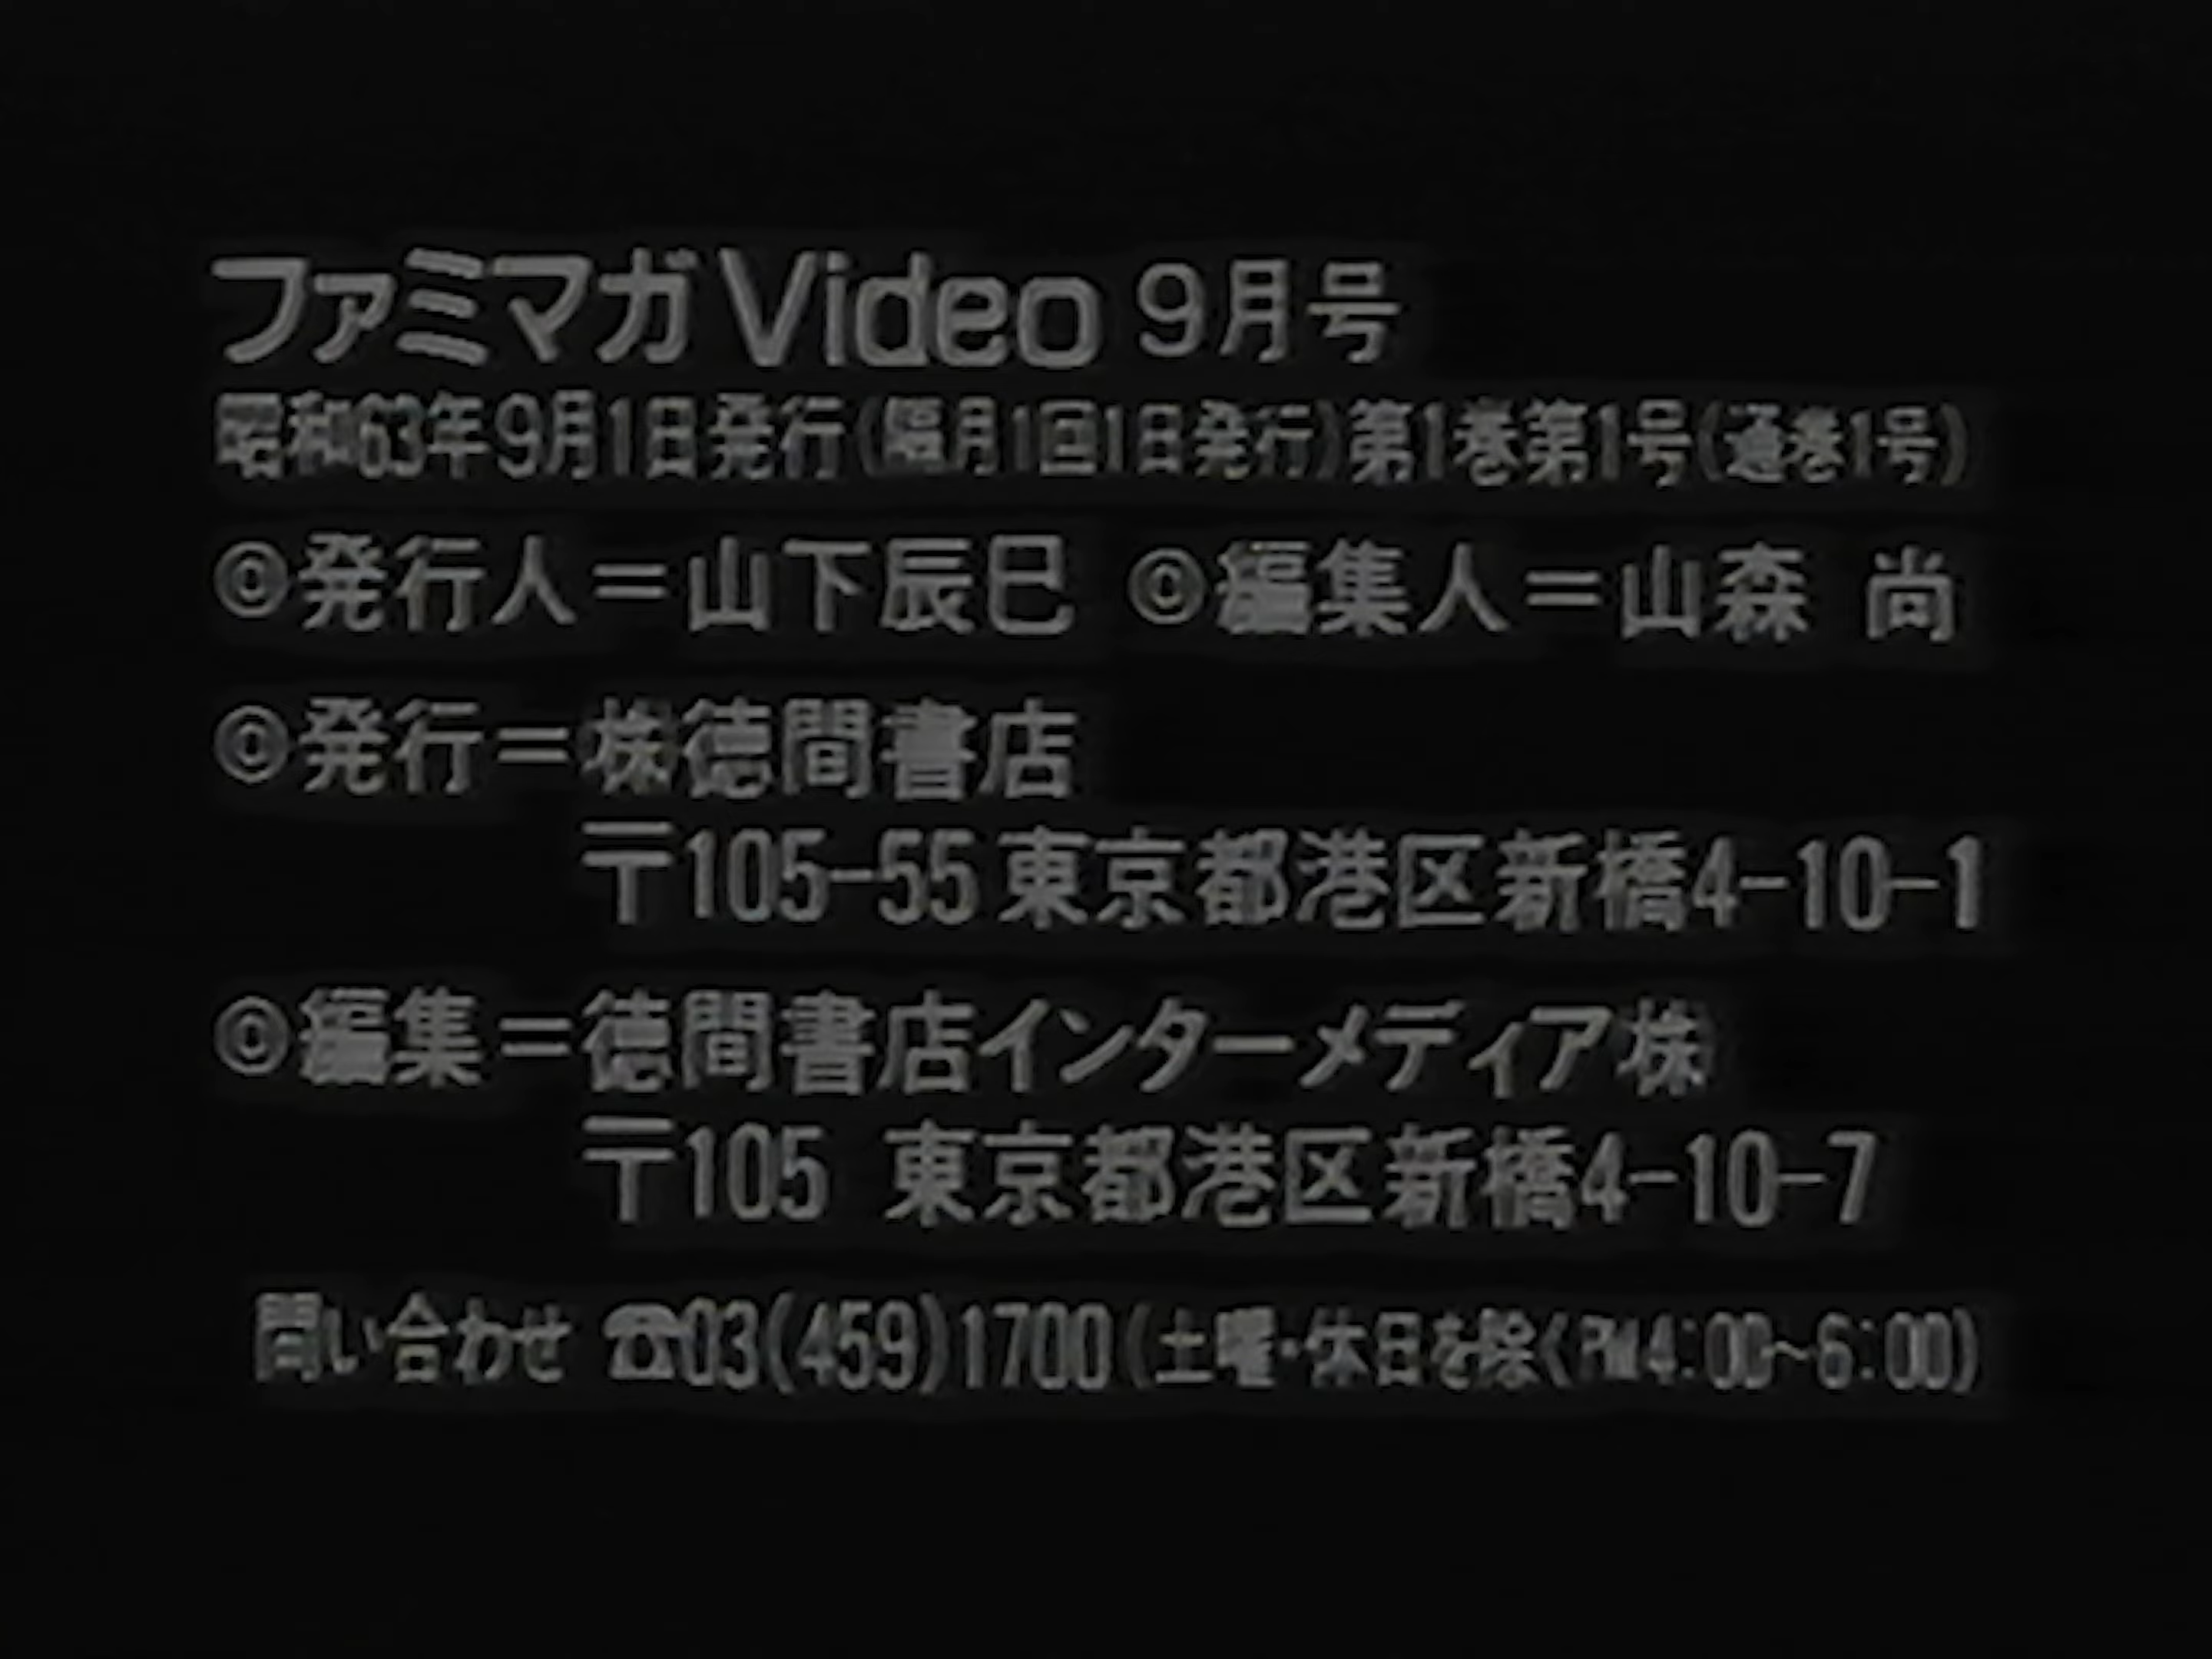 ファミマガVideo 9月号
昭和63年9月1日発行(隔月1回1日発行)第1巻第1号(通巻1号)
◎発行人=山下辰巳 ◎編集人=山森 尚
◎発行=株徳間書店
〒105-55東京都港区新橋4-10-1
◎編集=徳間書店インターメディア株
〒105 東京都港区新橋4-10-7
問い合わせ ☎03(459)1700(土曜・休日を除くPM4:00~6:00)